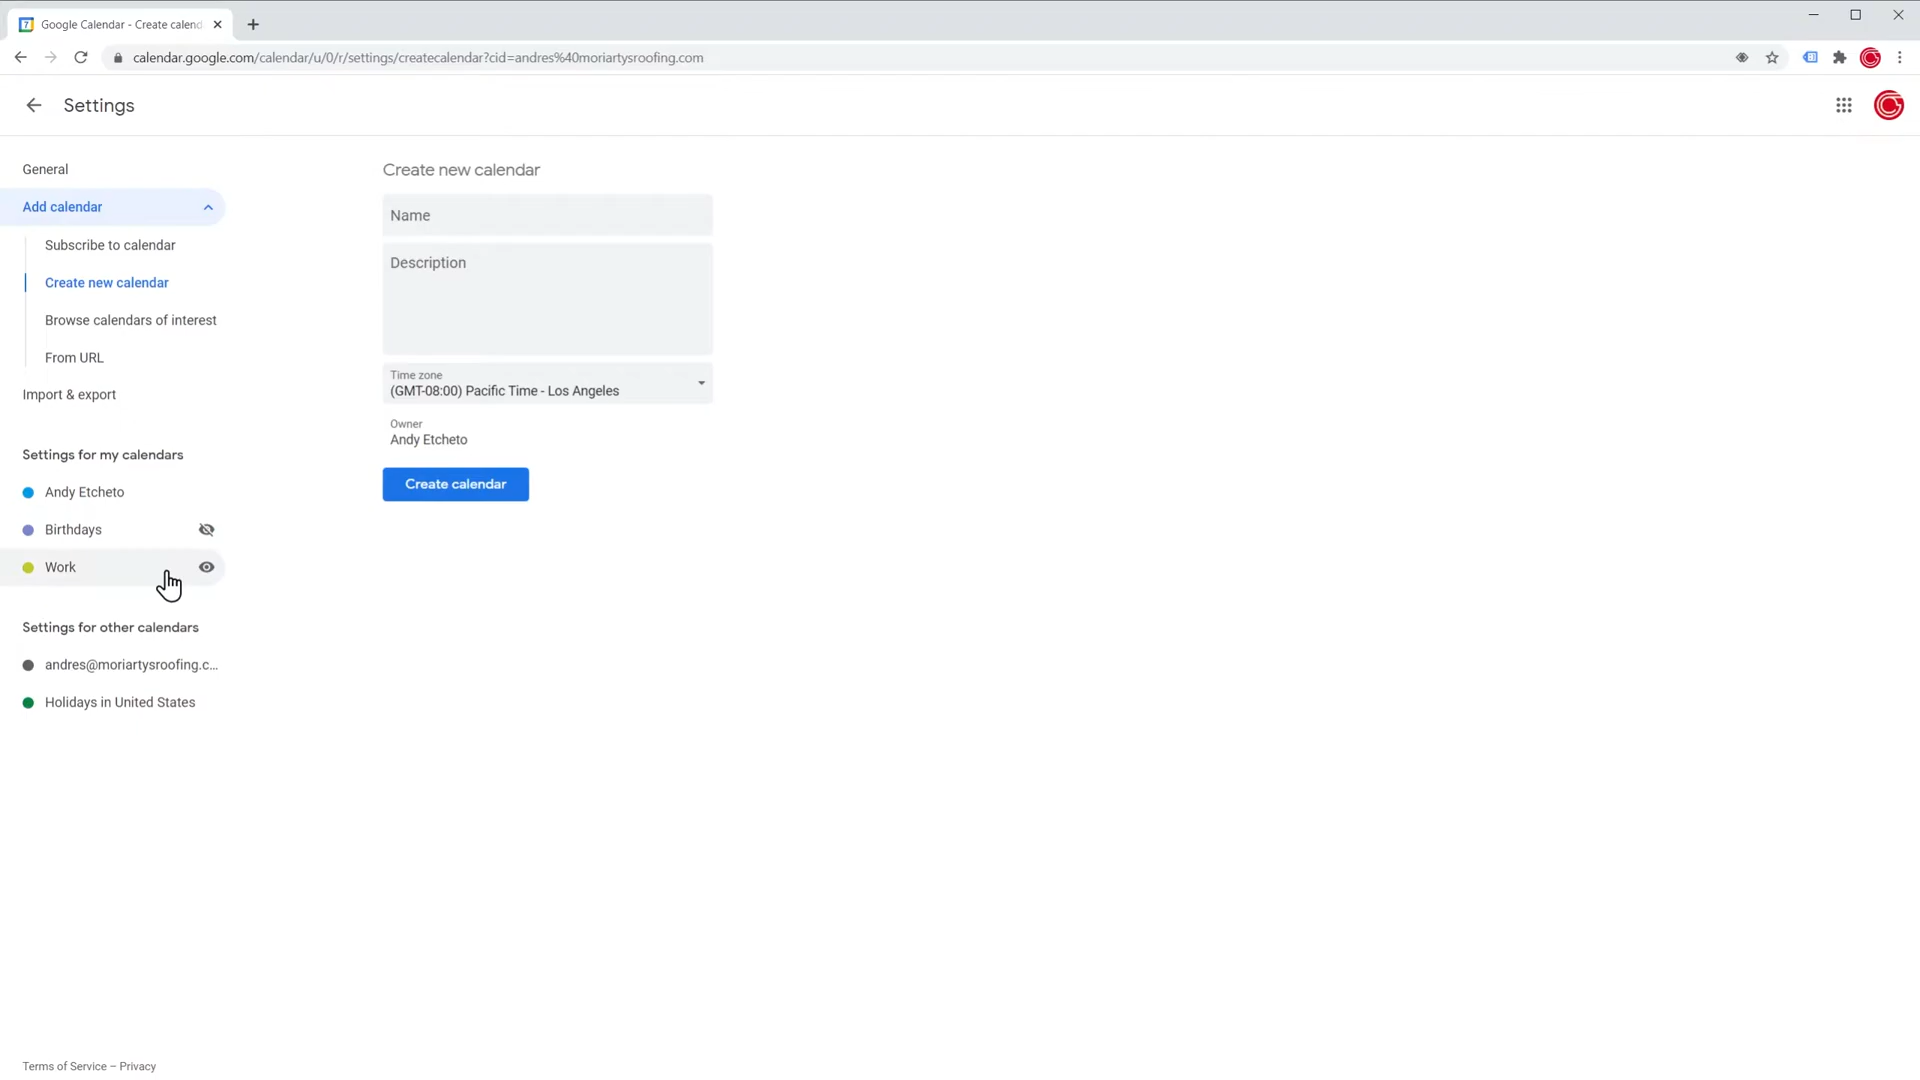 7 Google Calendar - Create calend
calendar.google.com/calendar/u/0/r/settings/createcalendar?cid=andres%40moriartysroofing.com
Settings
General
Add calendar
Subscribe to calendar
Create new calendar
Browse calendars of interest
From URL
Import & export
Settings for my calendars
Andy Etcheto
Birthdays
Work
Settings for other calendars
andres@moriartysroofing.c...
Holidays in United States
Create new calendar
Name
Description
Time zone
(GMT-08:00) Pacific Time - Los Angeles
Owner
Andy Etcheto
Create calendar
Terms of Service – Privacy